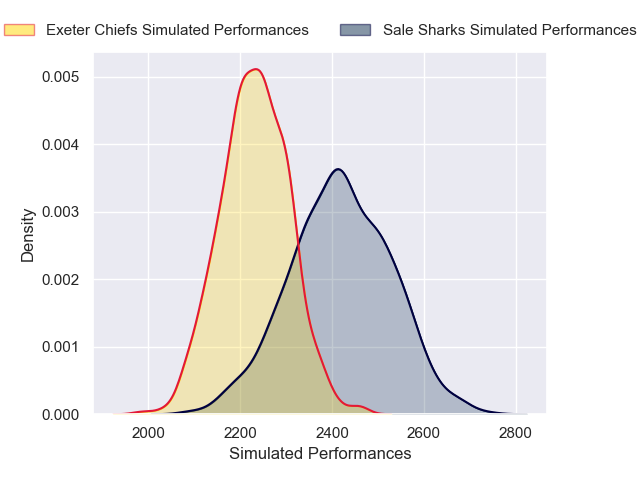 Exeter Chiefs Simulated Performances
Sale Sharks Simulated Performances
0.005
0.004
0.003
0.002
0.001
0.000
Density
2000 2200 2400 2600 2800
Simulated Performances